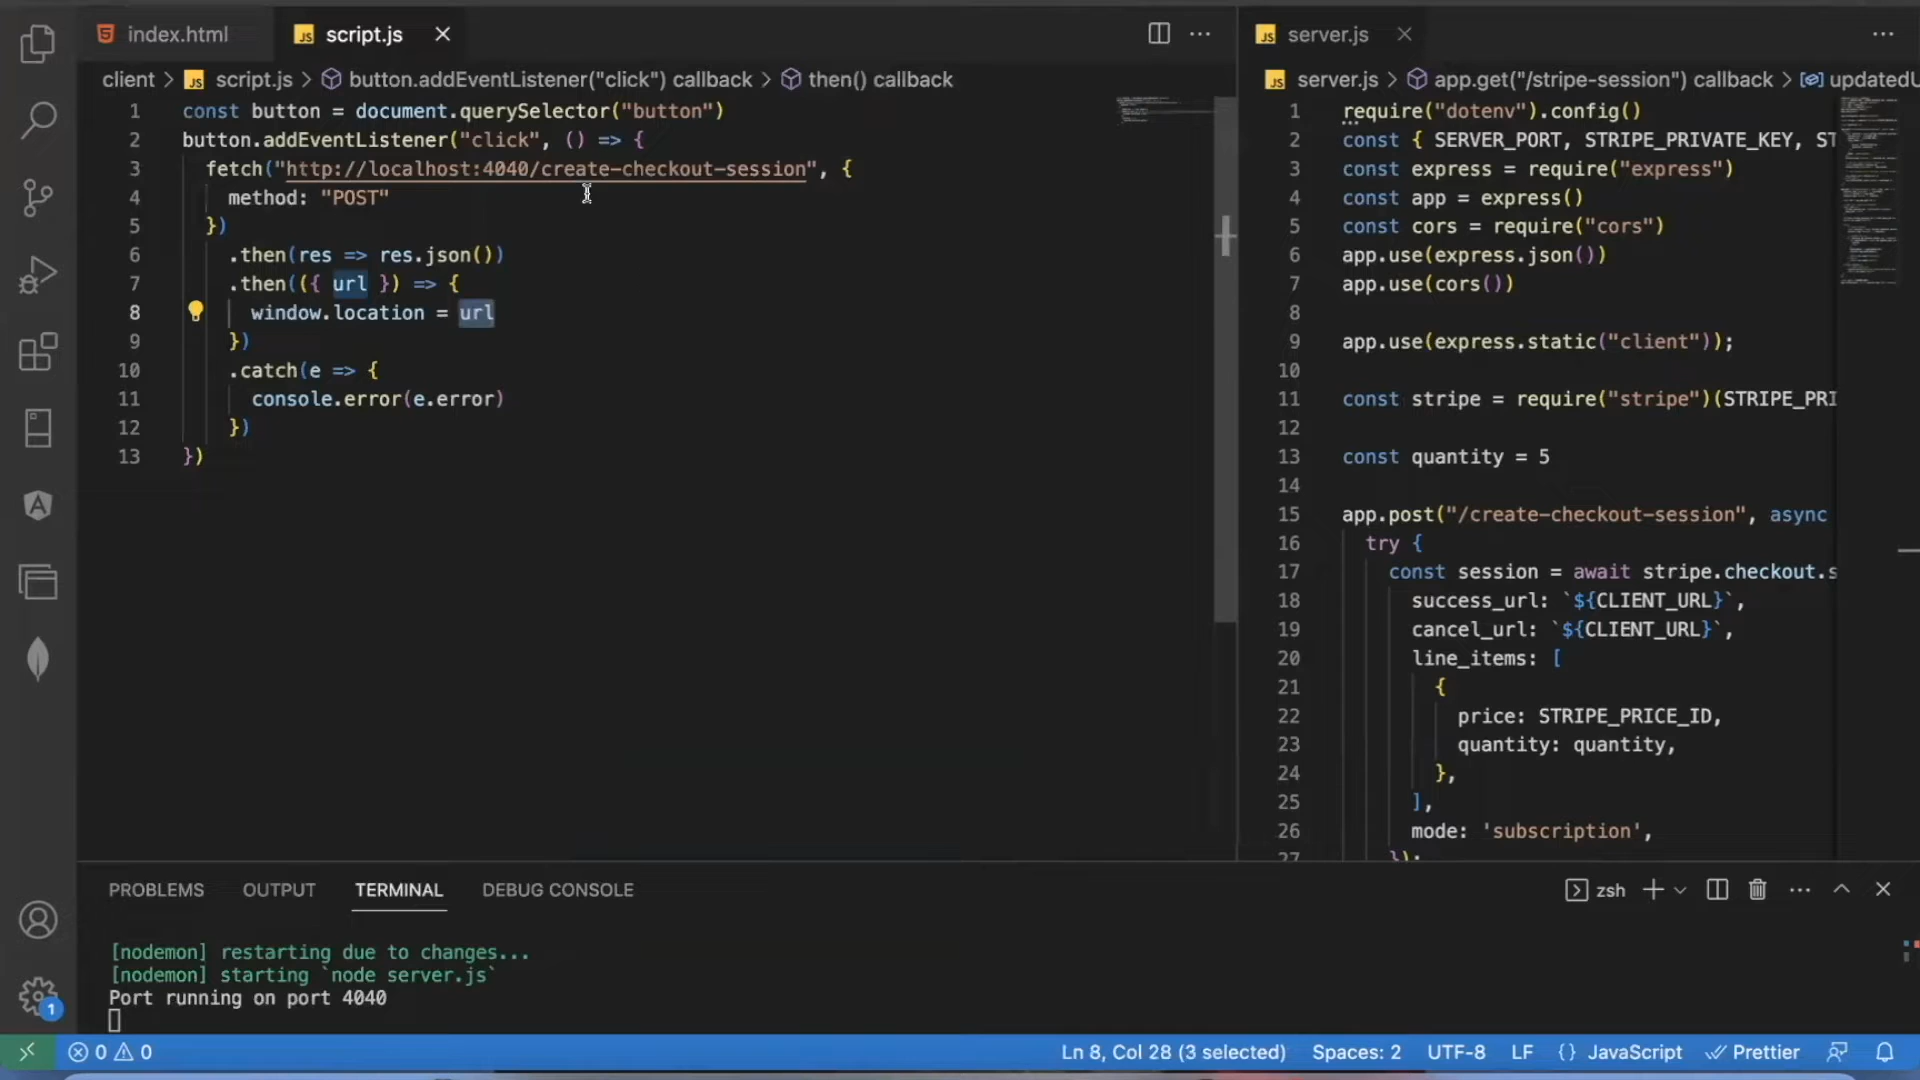 index.html
script.js
client > script.js > button.addEventListener("click") callback > then() callback
1 const button = document.querySelector("button")
2 button.addEventListener("click", () => {
3 fetch("http://localhost:4040/create-checkout-session", {
4 method: "POST"
5 })
6 .then(res => res.json())
7 .then(({ url }) => {
8 window.location = url
9 })
10 .catch(e => {
11 console.error(e.error)
12 })
13 })
server.js
server.js > app.get("/stripe-session") callback > updatedU
1 require("dotenv").config()
2 const { SERVER_PORT, STRIPE_PRIVATE_KEY, ST
3 const express = require("express")
4 const app = express()
5 const cors = require("cors")
6 app.use(express.json())
7 app.use(cors())
8
9 app.use(express.static("client"));
10
11 const stripe = require("stripe")(STRIPE_PRI
12
13 const quantity = 5
14
15 app.post("/create-checkout-session", async
16 try {
17 const session = await stripe.checkout.s
18 success_url: `${CLIENT_URL}`,
19 cancel_url: `${CLIENT_URL}`,
20 line_items: [
21 {
22 price: STRIPE_PRICE_ID,
23 quantity: quantity,
24 },
25 ],
26 mode: 'subscription',
27 });
PROBLEMS OUTPUT TERMINAL DEBUG CONSOLE
zsh
[nodemon] restarting due to changes...
[nodemon] starting `node server.js`
Port running on port 4040
1
0 0
Ln 8, Col 28 (3 selected) Spaces: 2 UTF-8 LF {} JavaScript Prettier